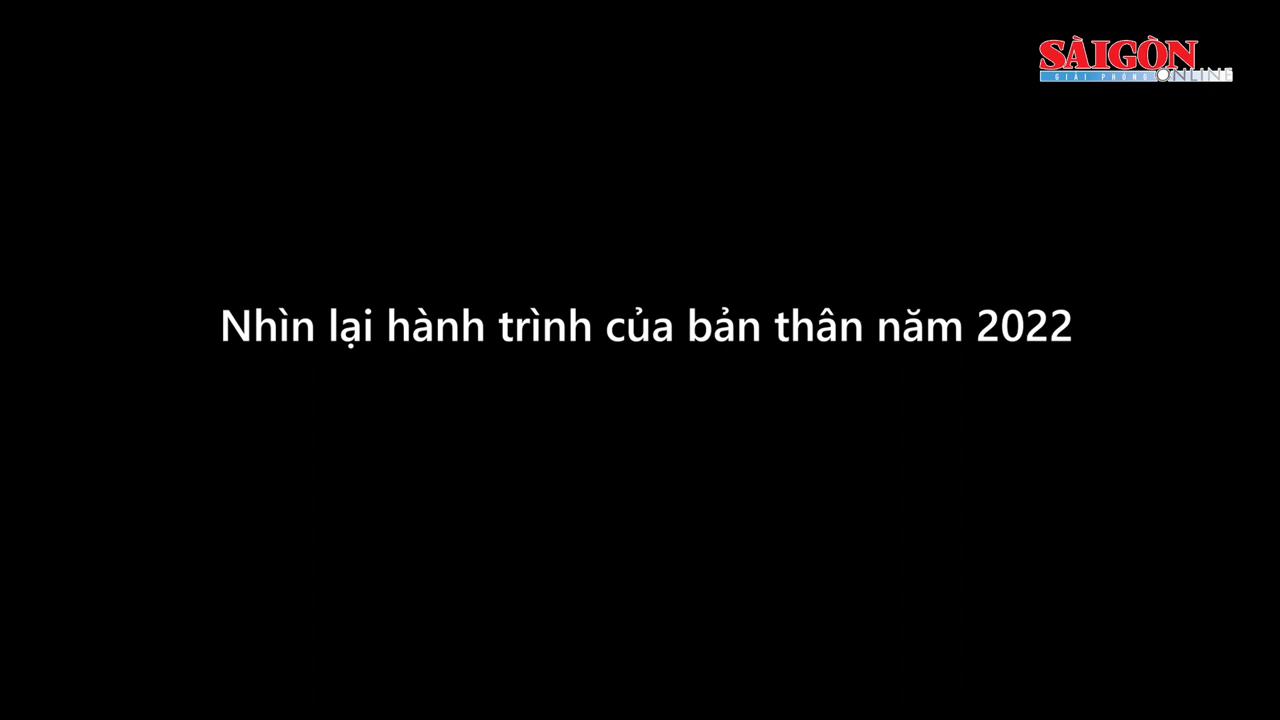 SÀIGÒN
GIẢI PHÓNG ONLINE
Nhìn lại hành trình của bản thân năm 2022